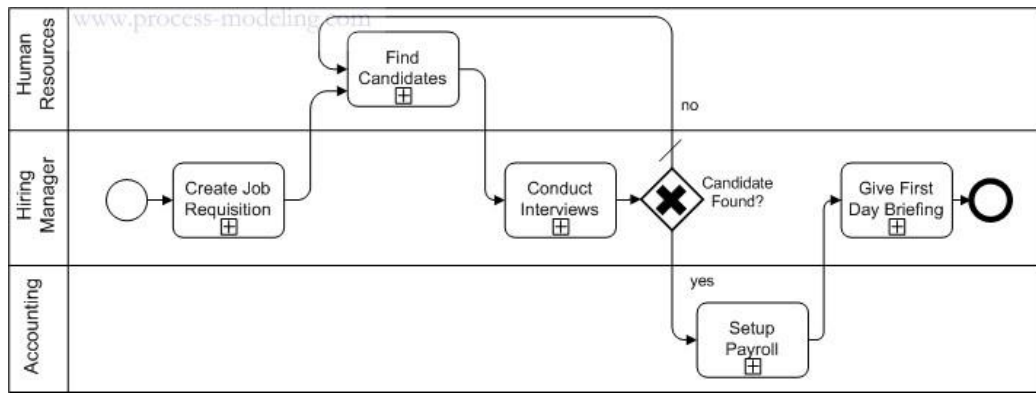 www.process-modeling.com
Human
Resources
Find
Candidates
no
Hiring
Manager
Create Job
Requisition
Conduct
Interviews
Candidate
Found?
Give First
Day Briefing
yes
Accounting
Setup
Payroll